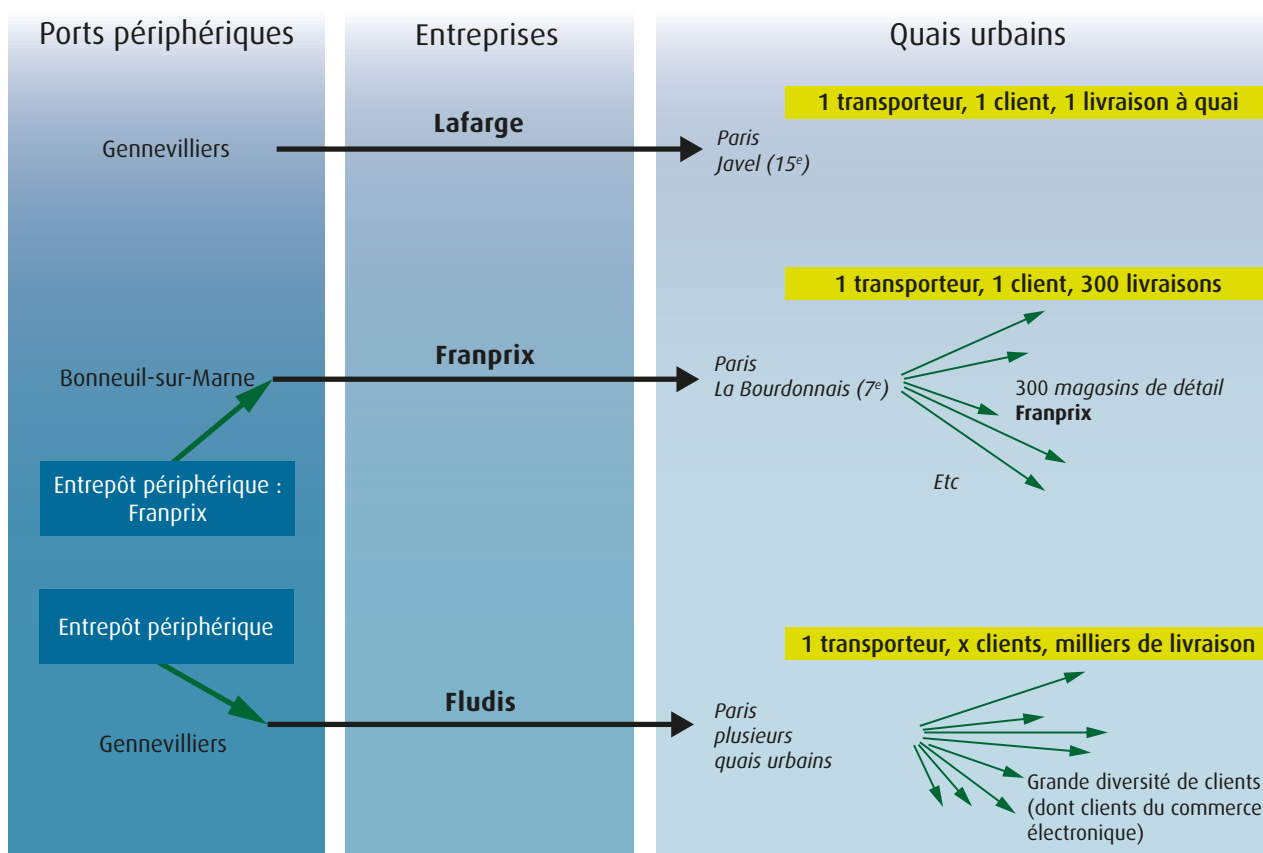 Ports périphériques
Entreprises
Quais urbains
1 transporteur, 1 client, 1 livraison à quai
Gennevilliers
Lafarge
Paris
Javel (15e)
1 transporteur, 1 client, 300 livraisons
Bonneuil-sur-Marne
Franprix
Paris
La Bourdonnais (7e)
300 magasins de détail
Franprix
Etc
Entrepôt périphérique :
Franprix
Entrepôt périphérique
1 transporteur, x clients, milliers de livraison
Gennevilliers
Fludis
Paris
plusieurs
quais urbains
Grande diversité de clients
(dont clients du commerce
électronique)